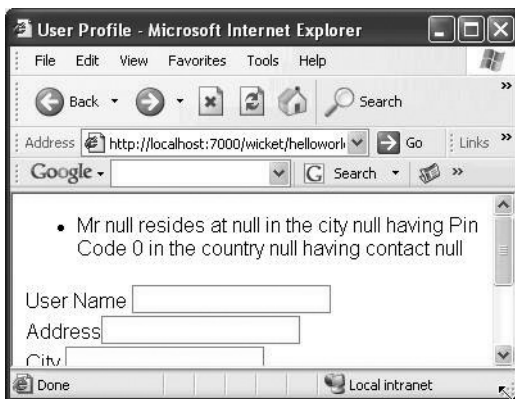 User Profile - Microsoft Internet Explorer
File Edit View Favorites Tools Help
Back Search
Address http://localhost:7000/wicket/helloworl Go Links
Google Search
Mr null resides at null in the city null having Pin
Code 0 in the country null having contact null
User Name
Address
City
Done Local intranet